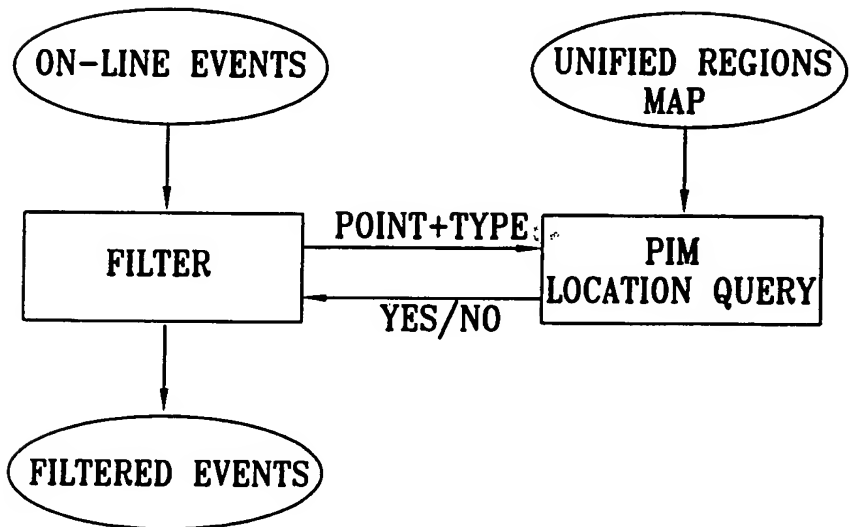 ON-LINE EVENTS
UNIFIED REGIONS
MAP
POINT+TYPE
FILTER
PIM
LOCATION QUERY
YES/NO
FILTERED EVENTS